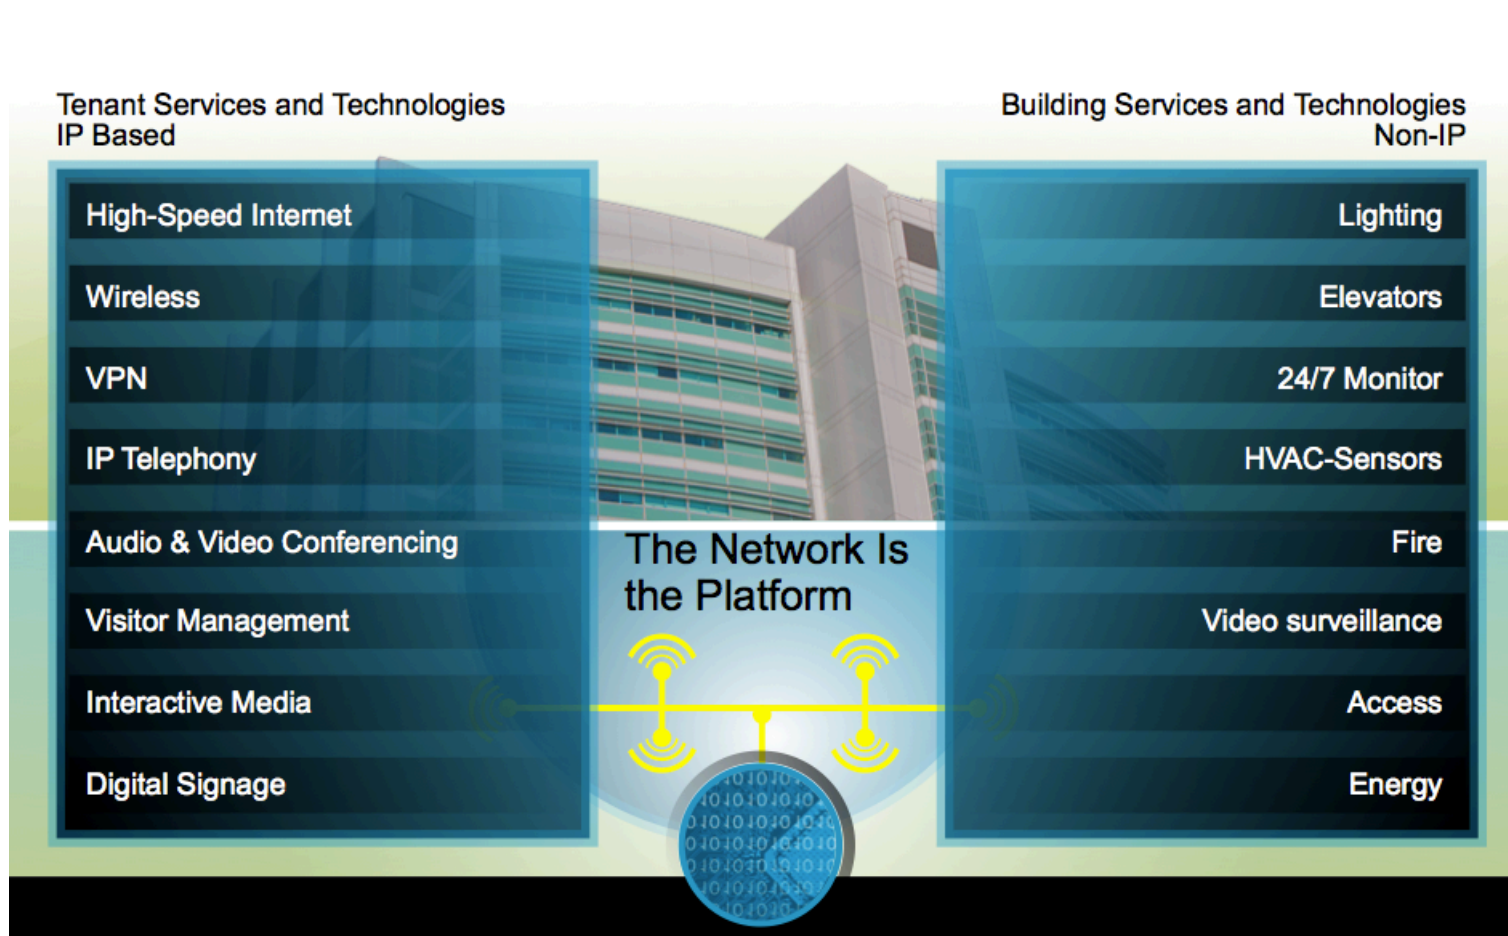 Tenant Services and Technologies
IP Based
High-Speed Internet
Wireless
VPN
IP Telephony
Audio & Video Conferencing
Visitor Management
Interactive Media
Digital Signage
Building Services and Technologies
Non-IP
Lighting
Elevators
24/7 Monitor
HVAC-Sensors
Fire
Video surveillance
Access
Energy
The Network Is
the Platform